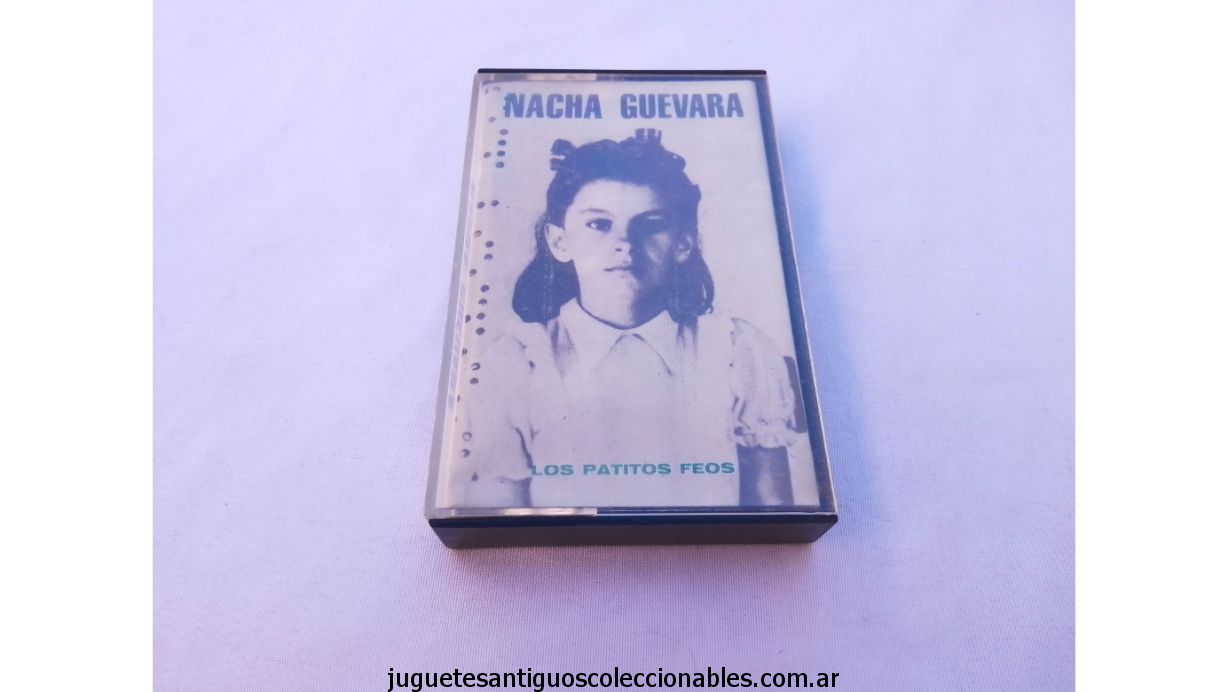 NACHA GUEVARA
LOS PATITOS FEOS
juguetesantiguoscoleccionables.com.ar